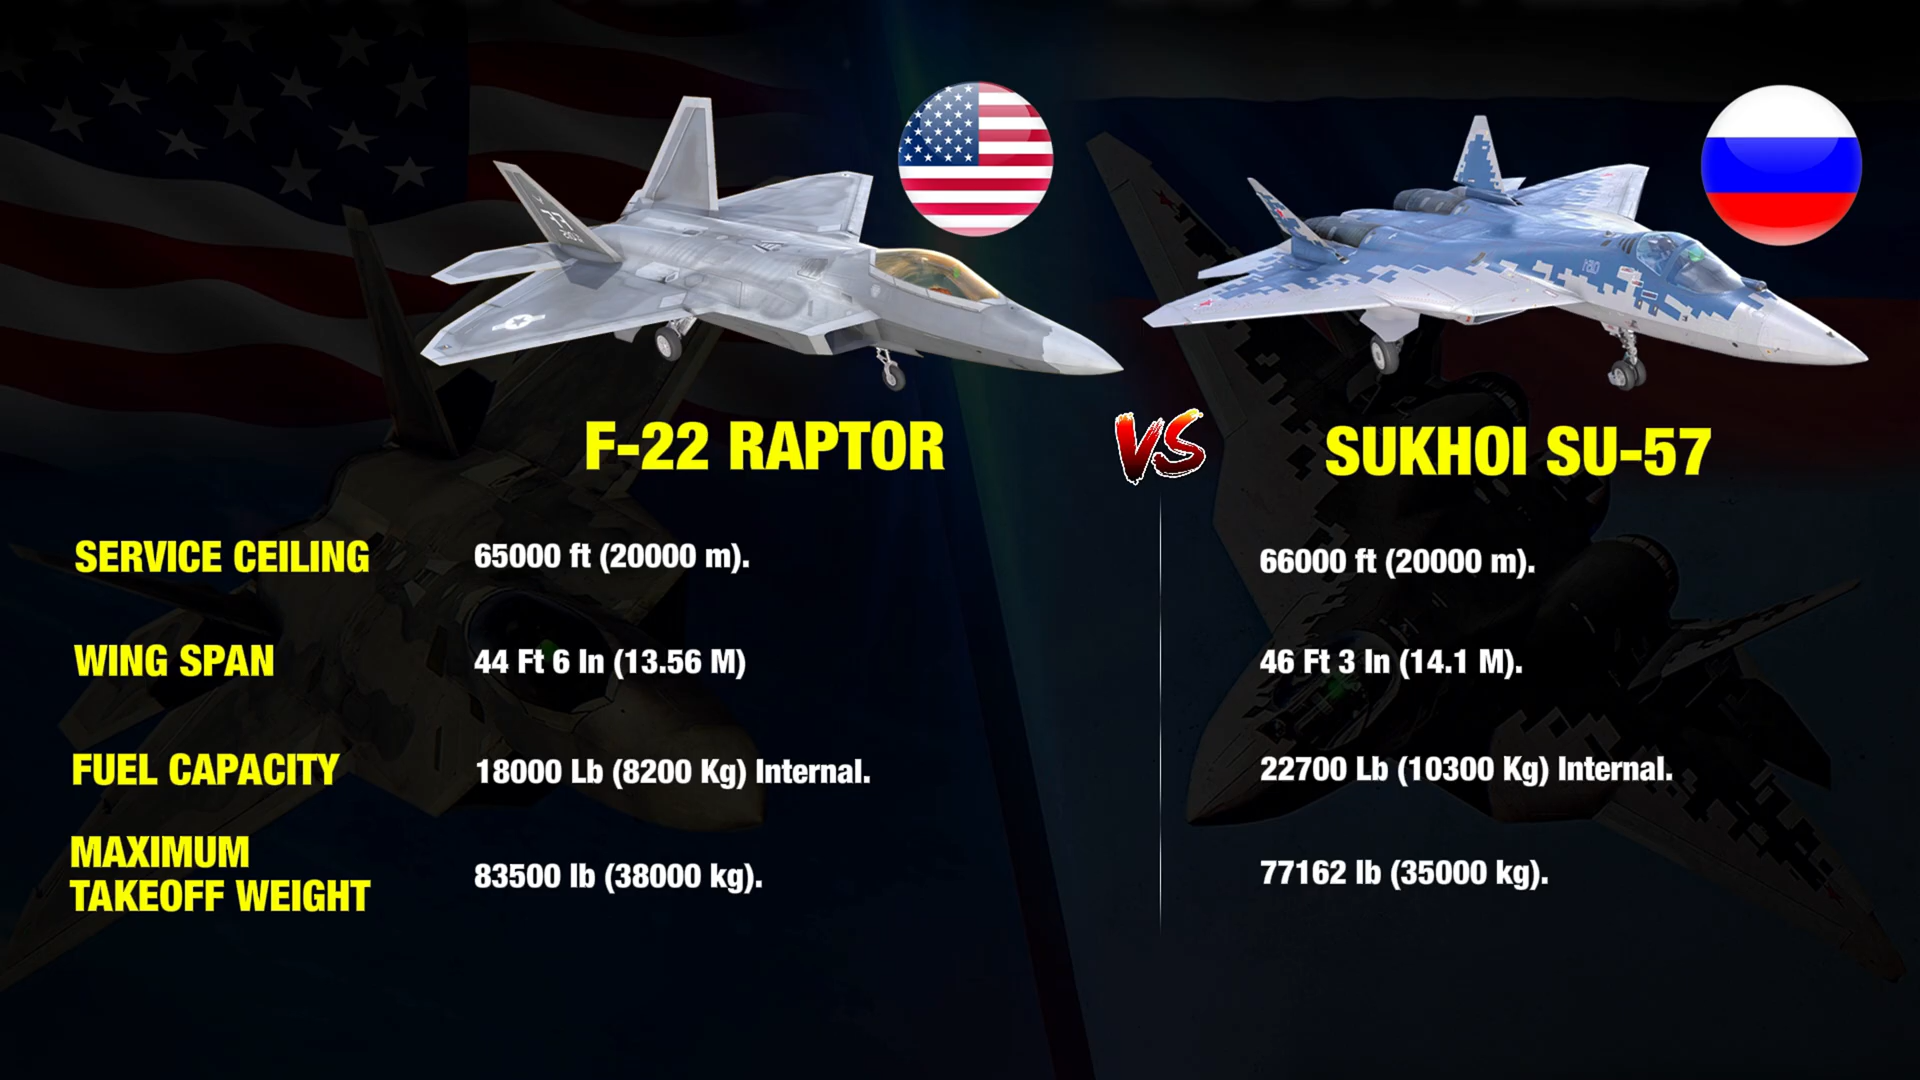 F-22 RAPTOR
VS
SUKHOI SU-57
SERVICE CEILING
65000 ft (20000 m).
66000 ft (20000 m).
WING SPAN
44 Ft 6 In (13.56 M)
46 Ft 3 In (14.1 M).
FUEL CAPACITY
18000 Lb (8200 Kg) Internal.
22700 Lb (10300 Kg) Internal.
MAXIMUM
TAKEOFF WEIGHT
83500 lb (38000 kg).
77162 lb (35000 kg).